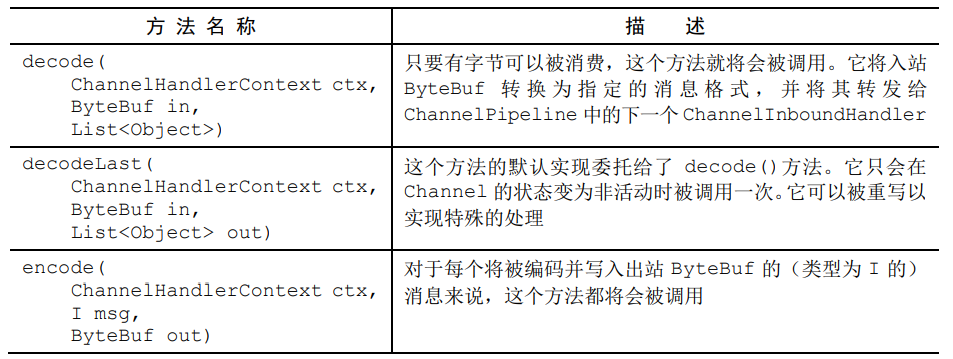 方 法 名 称
描 述
decode(
ChannelHandlerContext ctx,
ByteBuf in,
List<Object>)
只要有字节可以被消费，这个方法就将会被调用。它将入站
ByteBuf 转换为指定的消息格式，并将其转发给
ChannelPipeline 中的下一个 ChannelInboundHandler
decodeLast(
ChannelHandlerContext ctx,
ByteBuf in,
List<Object> out)
这个方法的默认实现委托给了 decode()方法。它只会在
Channel 的状态变为非活动时被调用一次。它可以被重写以
实现特殊的处理
encode(
ChannelHandlerContext ctx,
I msg,
ByteBuf out)
对于每个将被编码并写入出站 ByteBuf 的（类型为 I 的）
消息来说，这个方法都将会被调用